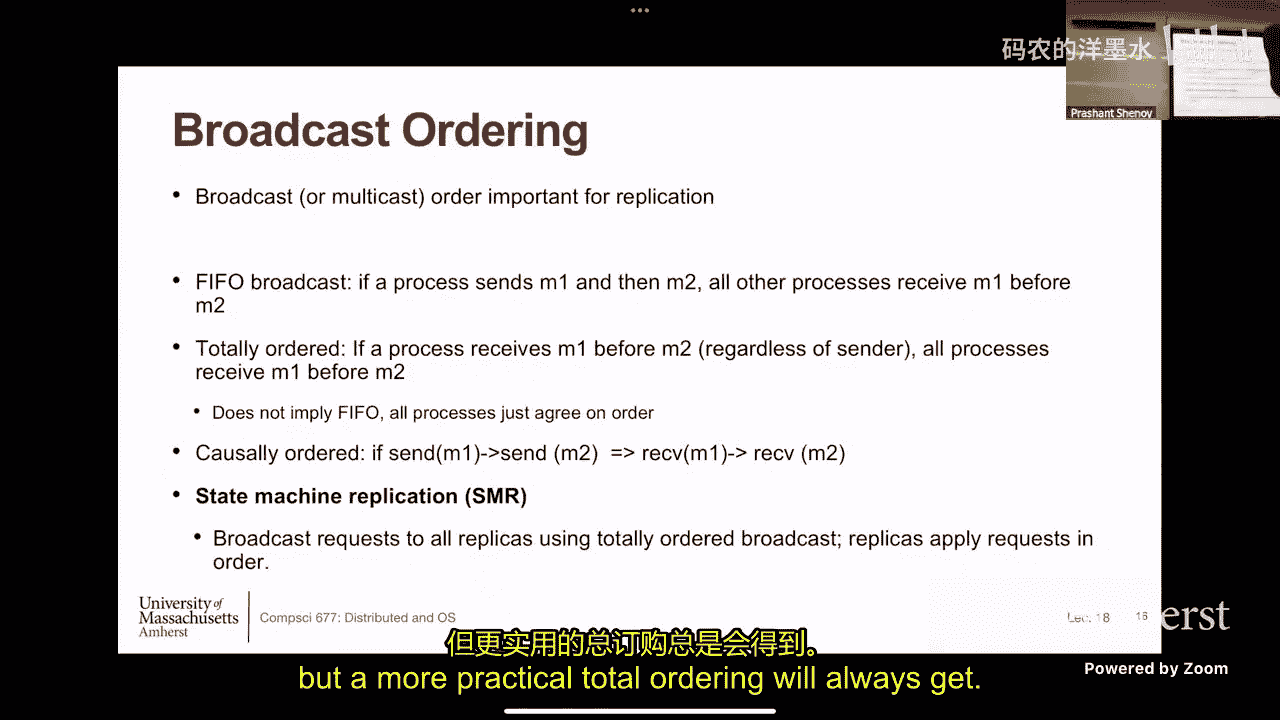 码农的洋墨水
Prashant Shenoy
Broadcast Ordering
• Broadcast (or multicast) order important for replication
• FIFO broadcast: if a process sends m1 and then m2, all other processes receive m1 before
m2
• Totally ordered: If a process receives m1 before m2 (regardless of sender), all processes
receive m1 before m2
• Does not imply FIFO, all processes just agree on order
• Causally ordered: if send(m1)->send (m2) => recv(m1)-> recv (m2)
• State machine replication (SMR)
• Broadcast requests to all replicas using totally ordered broadcast; replicas apply requests in
order.
University of
Massachusetts
Amherst
Compsci 677: Distributed and OS
Lec. 18
16
erst
但更实用的总订购总是会得到。
but a more practical total ordering will always get.
Powered by Zoom